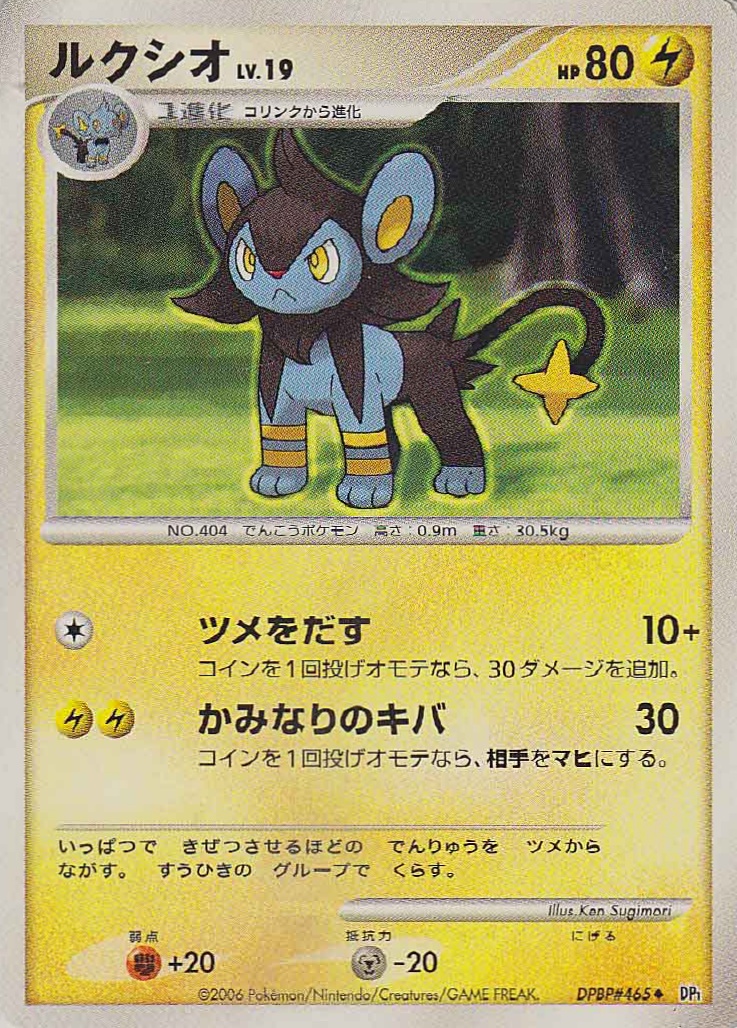 ルクシオ LV.19 HP 80
1進化 コリンクから進化
NO.404 でんこうポケモン 高さ：0.9m 重さ：30.5kg
ツメをだす 10+
コインを1回投げオモテなら、30ダメージを追加。
かみなりのキバ 30
コインを1回投げオモテなら、相手をマヒにする。
いっぱつで きぜつさせるほどの でんりゅうを ツメから
ながす。 すうひきの グループで くらす。
Illus.Ken Sugimori
弱点 抵抗力 にげる
+20 -20
©2006 Pokémon/Nintendo/Creatures/GAME FREAK. DPBP#465◆ DP1